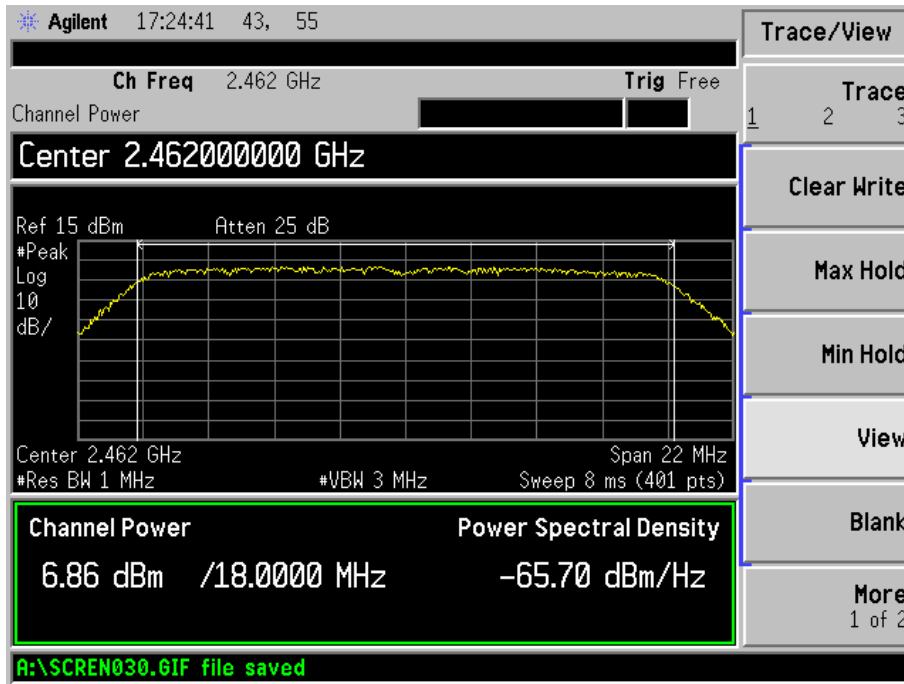 Agilent 17:24:41 43, 55
Trace/View
Ch Freq 2.462 GHz Trig Free
Channel Power
Trace
1 2 3
Center 2.462000000 GHz
Clear Write
Ref 15 dBm Atten 25 dB
#Peak
Log
10
dB/
Max Hold
Min Hold
Center 2.462 GHz Span 22 MHz
#Res BW 1 MHz #VBW 3 MHz Sweep 8 ms (401 pts)
View
Channel Power Power Spectral Density
6.86 dBm /18.0000 MHz -65.70 dBm/Hz
Blank
More
1 of 2
A:\SCREN030.GIF file saved